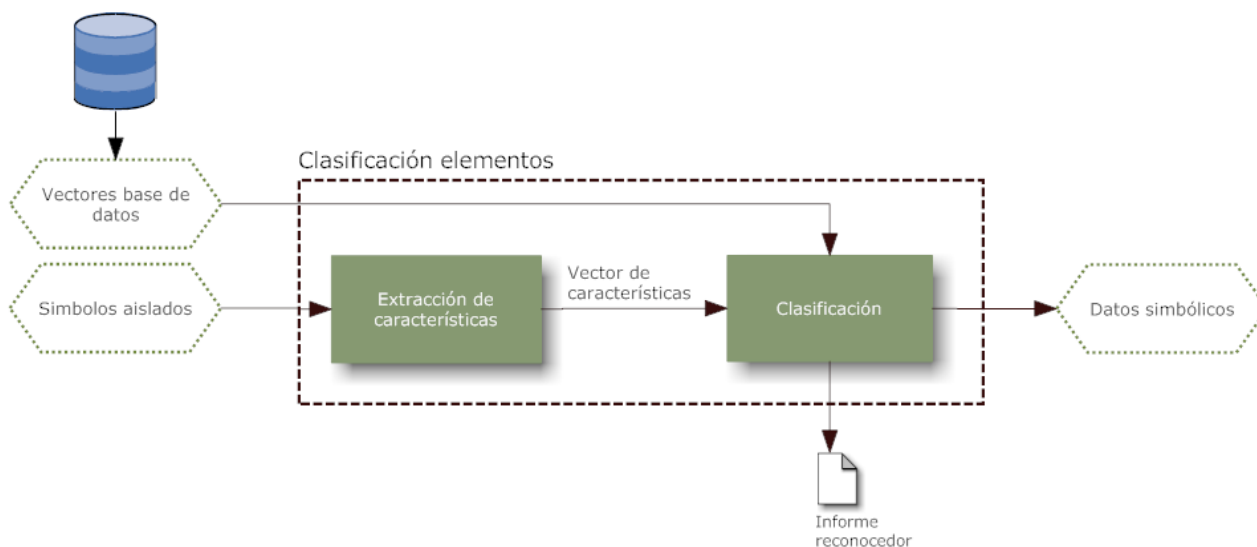 Clasificación elementos
Vectores base de
datos
Simbolos aislados
Extracción de
características
Vector de
características
Clasificación
Datos simbólicos
Informe
reconocedor